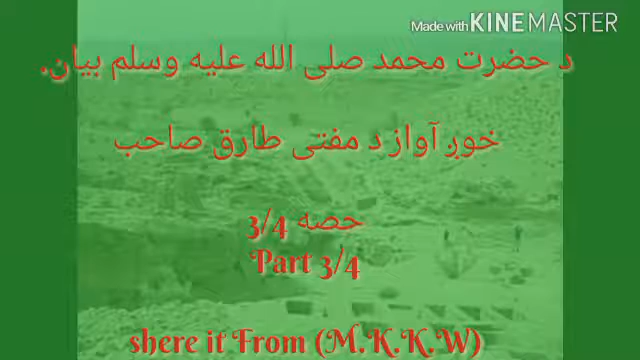 Made with KINEMASTER
د حضرت محمد صلی الله علیه وسلم بیان.
خوږ آواز د مفتی طارق صاحب
حصه 3/4
Part 3/4
shere it From (M.K.K.W)